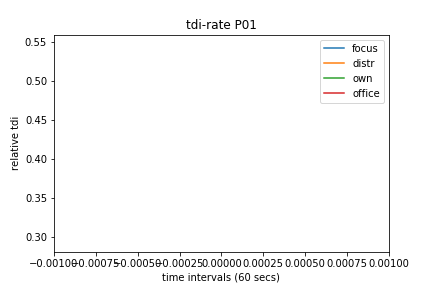 tdi-rate P01
0.55
0.50
0.45
0.40
0.35
0.30
relative tdi
focus
distr
own
office
−0.00100 −0.00075 −0.00050 −0.00025 0.00000 0.00025 0.00050 0.00075 0.00100
time intervals (60 secs)